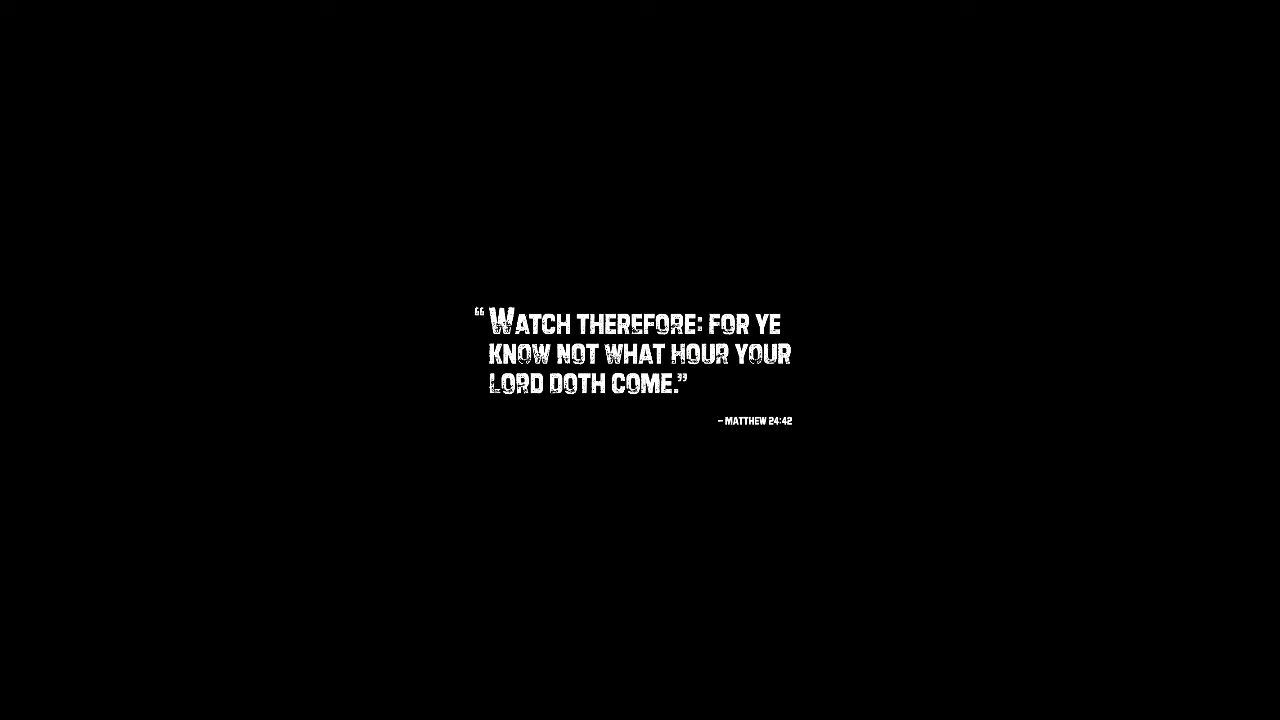 “WATCH THEREFORE: FOR YE
KNOW NOT WHAT HOUR YOUR
LORD DOTH COME.”
– MATTHEW 24:42